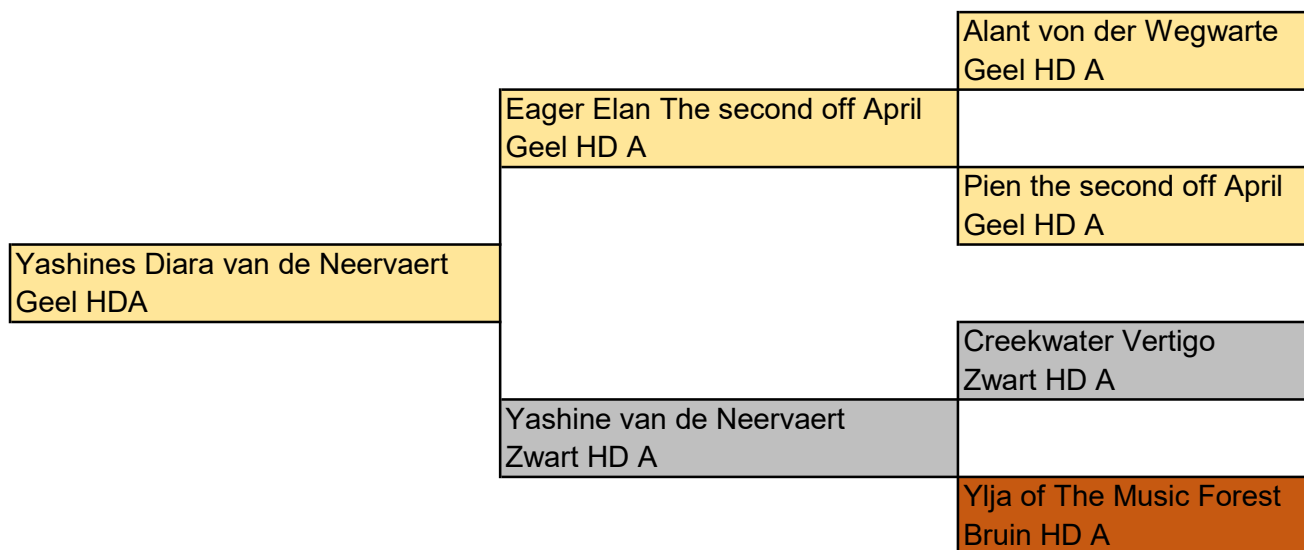 Alant von der Wegwarte
Geel HD A
Eager Elan The second off April
Geel HD A
Pien the second off April
Geel HD A
Yashines Diara van de Neervaert
Geel HDA
Creekwater Vertigo
Zwart HD A
Yashine van de Neervaert
Zwart HD A
Ylja of The Music Forest
Bruin HD A